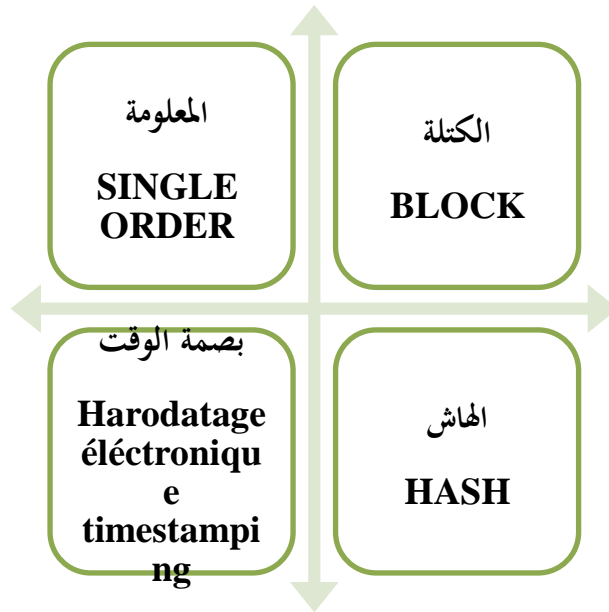 المعلومة
SINGLE
ORDER
الكتلة
BLOCK
بصمة الوقت
Harodatage
éléctroniqu
e
timestampi
ng
الهاش
HASH